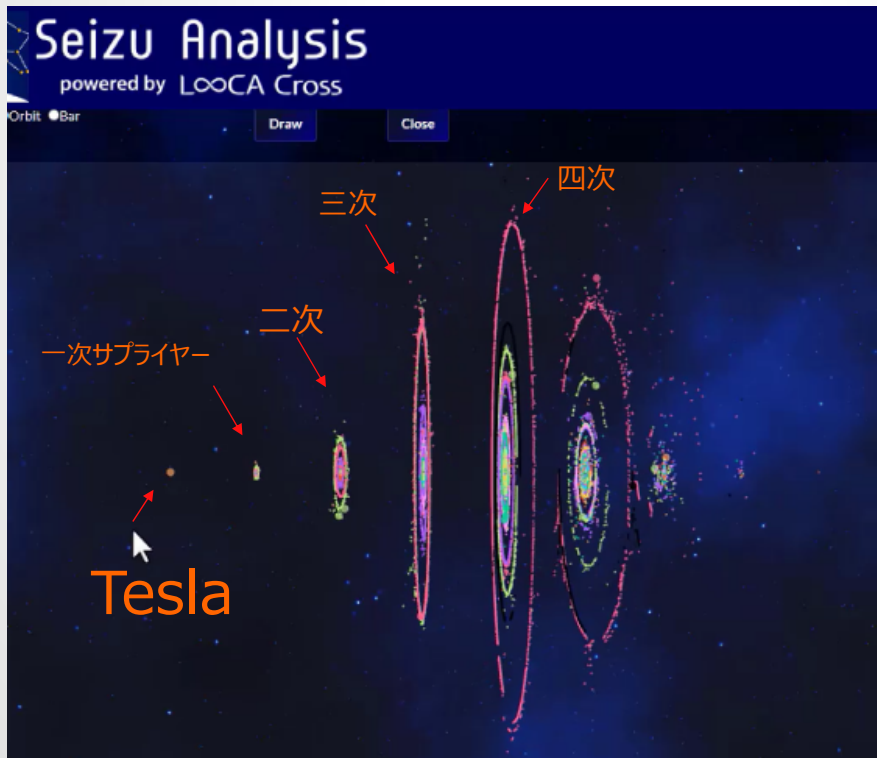 Seizu Analysis
powered by L∞CA Cross
Orbit Bar
Draw
Close
四次
三次
二次
一次サプライヤー
Tesla